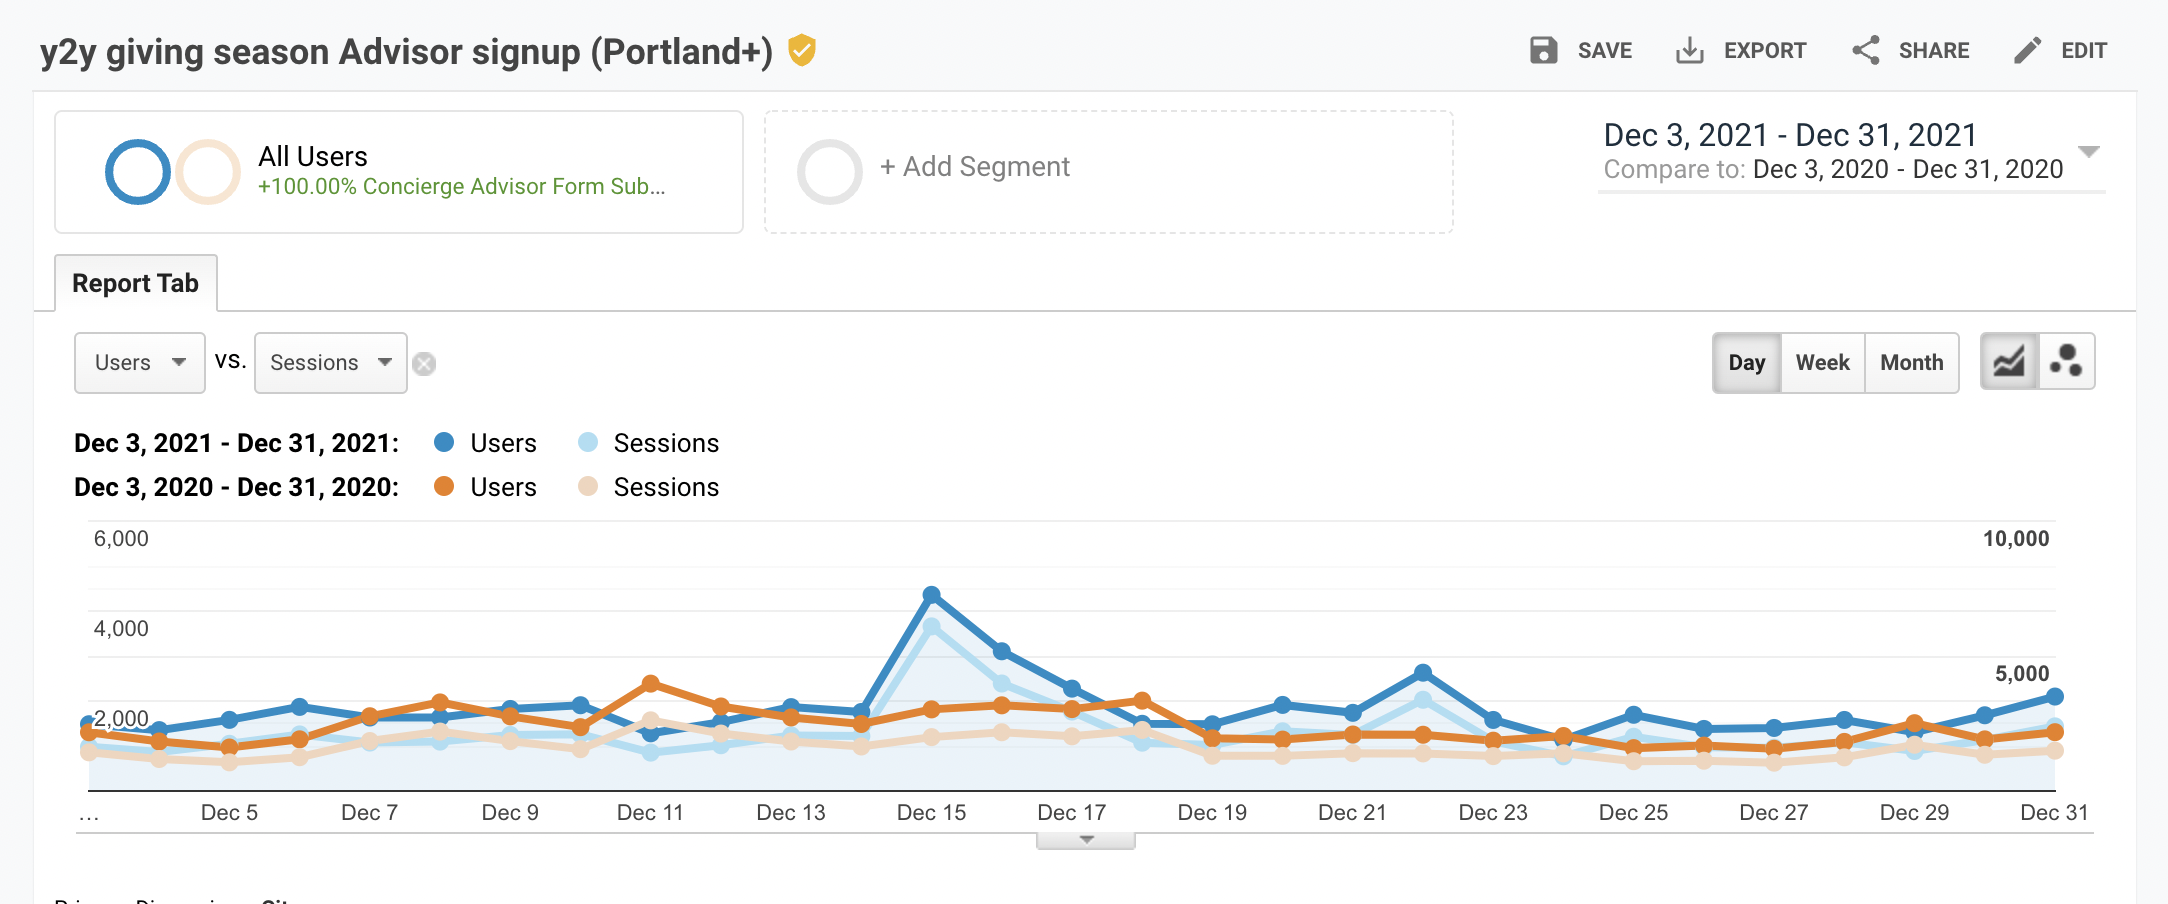 y2y giving season Advisor signup (Portland+)
SAVE EXPORT SHARE EDIT
All Users
+100.00% Concierge Advisor Form Sub...
+ Add Segment
Dec 3, 2021 - Dec 31, 2021
Compare to: Dec 3, 2020 - Dec 31, 2020
Report Tab
Users vs. Sessions
Day Week Month
Dec 3, 2021 - Dec 31, 2021: Users Sessions
Dec 3, 2020 - Dec 31, 2020: Users Sessions
6,000 10,000
4,000
5,000
2,000
... Dec 5 Dec 7 Dec 9 Dec 11 Dec 13 Dec 15 Dec 17 Dec 19 Dec 21 Dec 23 Dec 25 Dec 27 Dec 29 Dec 31